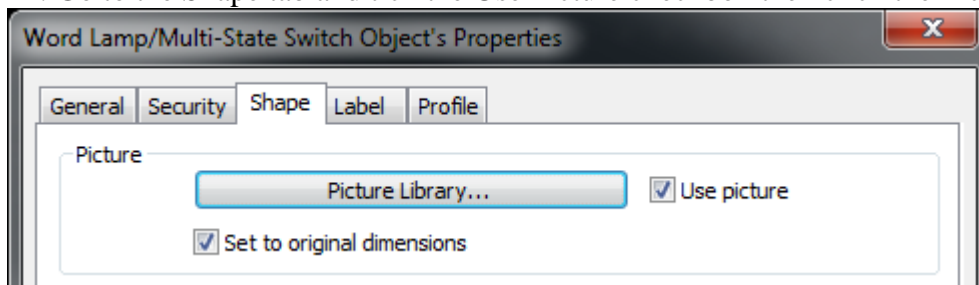 Word Lamp/Multi-State Switch Object's Properties
General Security Shape Label Profile
Picture
Picture Library... Use picture
Set to original dimensions